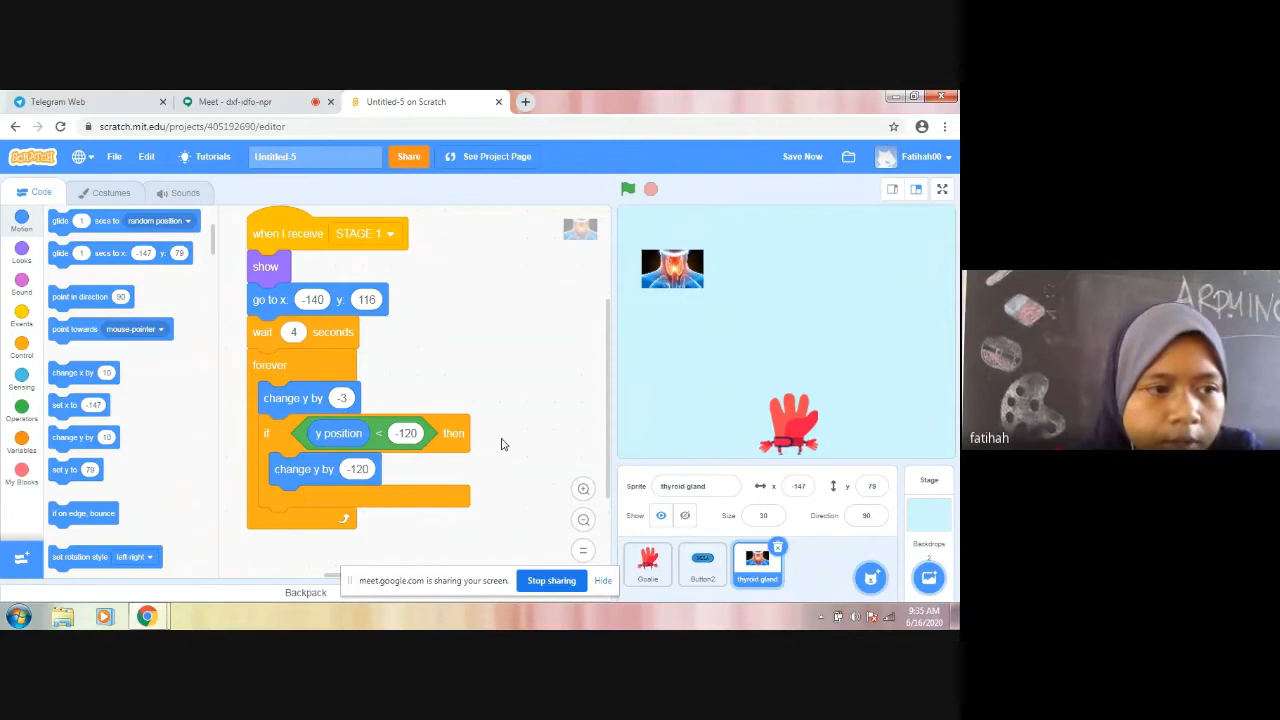 Telegram Web
Meet - dxf-idfo-npr
Untitled-5 on Scratch
scratch.mit.edu/projects/405192690/editor
SCRATCH
File
Edit
Tutorials
Untitled-5
Share
See Project Page
Save Now
Fatihah00
Code
Costumes
Sounds
Motion
Looks
Sound
Events
Control
Sensing
Operators
Variables
My Blocks
glide 1 secs to random position
glide 1 secs to x: -147 y: 79
point in direction 90
point towards mouse-pointer
change x by 10
set x to -147
change y by 10
set y to 79
if on edge, bounce
set rotation style left-right
when I receive STAGE 1
show
go to x: -140 y: 116
wait 4 seconds
forever
change y by -3
if y position < -120 then
change y by -120
Backpack
meet.google.com is sharing your screen.
Stop sharing
Hide
Sprite thyroid gland x -147 y 79
Show Size 30 Direction 90
Goalie
Button2
thyroid gland
Stage
Backdrops
2
9:35 AM
6/16/2020
ARDUINO
fatihah